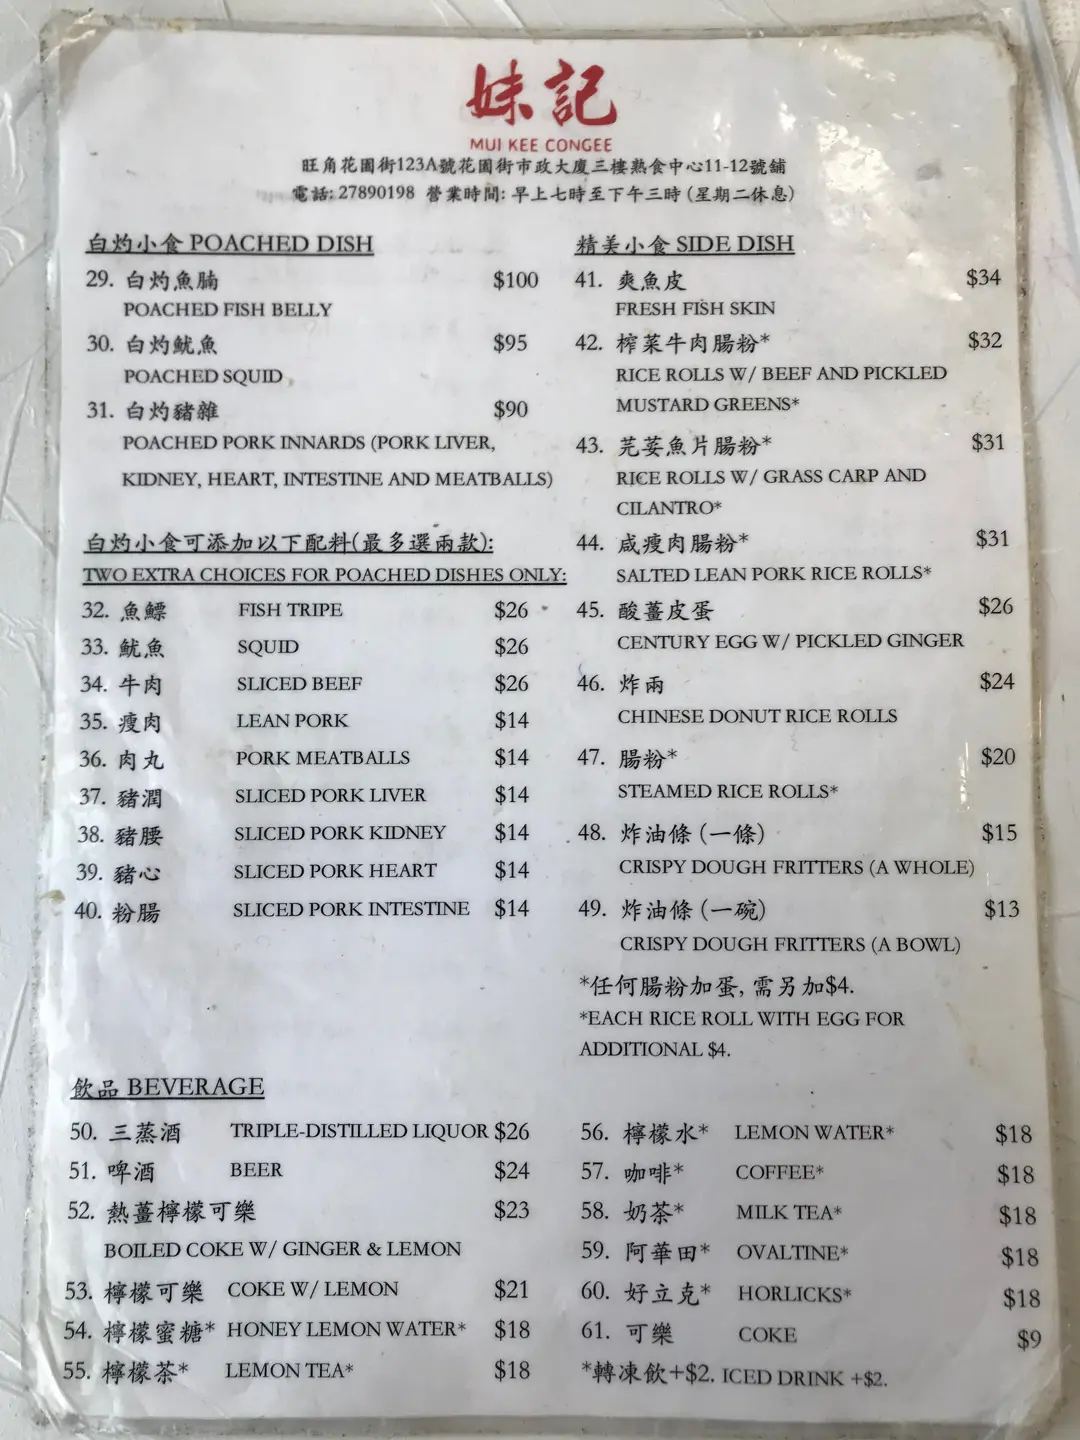 妹記
MUI KEE CONGEE
旺角花園街123A號花園街市政大廈三樓熟食中心11-12號舖
電話: 27890198 營業時間: 早上七時至下午三時 (星期二休息)
白灼小食 POACHED DISH
29. 白灼魚腩 $100
POACHED FISH BELLY
30. 白灼魷魚 $95
POACHED SQUID
31. 白灼豬雜 $90
POACHED PORK INNARDS (PORK LIVER,
KIDNEY, HEART, INTESTINE AND MEATBALLS)
白灼小食可添加以下配料(最多選兩款):
TWO EXTRA CHOICES FOR POACHED DISHES ONLY:
32. 魚鰾 FISH TRIPE $26
33. 魷魚 SQUID $26
34. 牛肉 SLICED BEEF $26
35. 瘦肉 LEAN PORK $14
36. 肉丸 PORK MEATBALLS $14
37. 豬潤 SLICED PORK LIVER $14
38. 豬腰 SLICED PORK KIDNEY $14
39. 豬心 SLICED PORK HEART $14
40. 粉腸 SLICED PORK INTESTINE $14
精美小食 SIDE DISH
41. 爽魚皮 $34
FRESH FISH SKIN
42. 榨菜牛肉腸粉* $32
RICE ROLLS W/ BEEF AND PICKLED
MUSTARD GREENS*
43. 芫荽魚片腸粉* $31
RICE ROLLS W/ GRASS CARP AND
CILANTRO*
44. 咸瘦肉腸粉* $31
SALTED LEAN PORK RICE ROLLS*
45. 酸薑皮蛋 $26
CENTURY EGG W/ PICKLED GINGER
46. 炸兩 $24
CHINESE DONUT RICE ROLLS
47. 腸粉* $20
STEAMED RICE ROLLS*
48. 炸油條 (一條) $15
CRISPY DOUGH FRITTERS (A WHOLE)
49. 炸油條 (一碗) $13
CRISPY DOUGH FRITTERS (A BOWL)
*任何腸粉加蛋, 需另加$4.
*EACH RICE ROLL WITH EGG FOR
ADDITIONAL $4.
飲品 BEVERAGE
50. 三蒸酒 TRIPLE-DISTILLED LIQUOR $26
51. 啤酒 BEER $24
52. 熱薑檸檬可樂 $23
BOILED COKE W/ GINGER & LEMON
53. 檸檬可樂 COKE W/ LEMON $21
54. 檸檬蜜糖* HONEY LEMON WATER* $18
55. 檸檬茶* LEMON TEA* $18
56. 檸檬水* LEMON WATER* $18
57. 咖啡* COFFEE* $18
58. 奶茶* MILK TEA* $18
59. 阿華田* OVALTINE* $18
60. 好立克* HORLICKS* $18
61. 可樂 COKE $9
*轉凍飲+$2. ICED DRINK +$2.